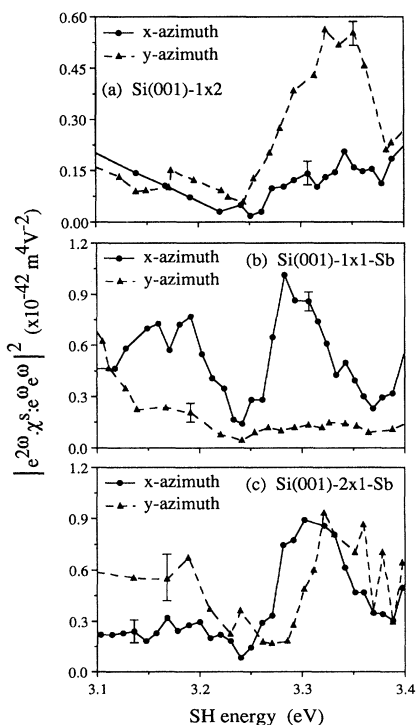 |e^{2ω}·χ^s:e^ωe^ω|^2 (x10^{-42} m^4V^{-2})
0.60
x-azimuth
y-azimuth
0.45
(a) Si(001)-1x2
0.30
0.15
0.00
1.2
x-azimuth
(b) Si(001)-1x1-Sb
y-azimuth
0.9
0.6
0.3
0.0
1.2
x-azimuth
(c) Si(001)-2x1-Sb
y-azimuth
0.9
0.6
0.3
0.0
3.1 3.2 3.3 3.4
SH energy (eV)